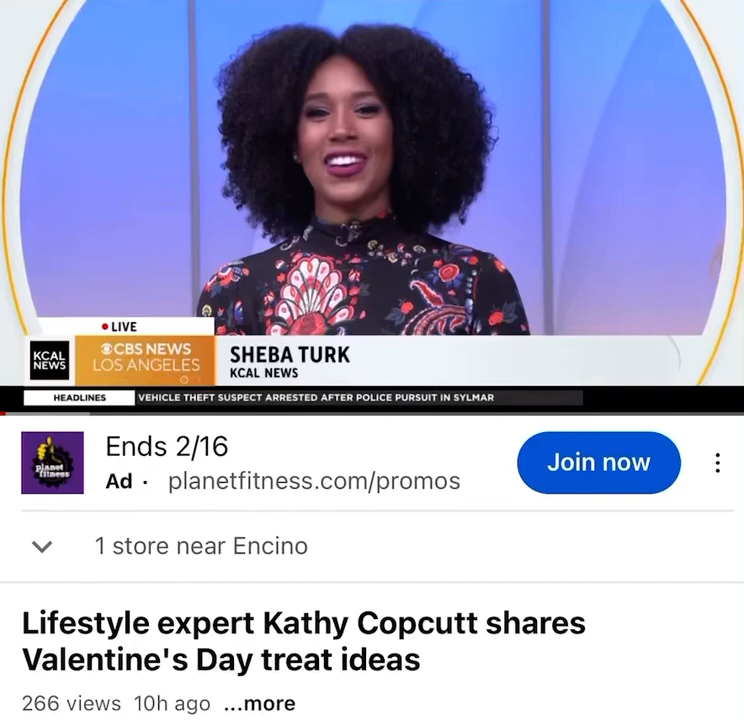 LIVE
KCAL
NEWS
CBS NEWS
LOS ANGELES
SHEBA TURK
KCAL NEWS
HEADLINES
VEHICLE THEFT SUSPECT ARRESTED AFTER POLICE PURSUIT IN SYLMAR
planet
fitness
Ends 2/16
Ad · planetfitness.com/promos
Join now
1 store near Encino
Lifestyle expert Kathy Copcutt shares
Valentine's Day treat ideas
266 views 10h ago ...more